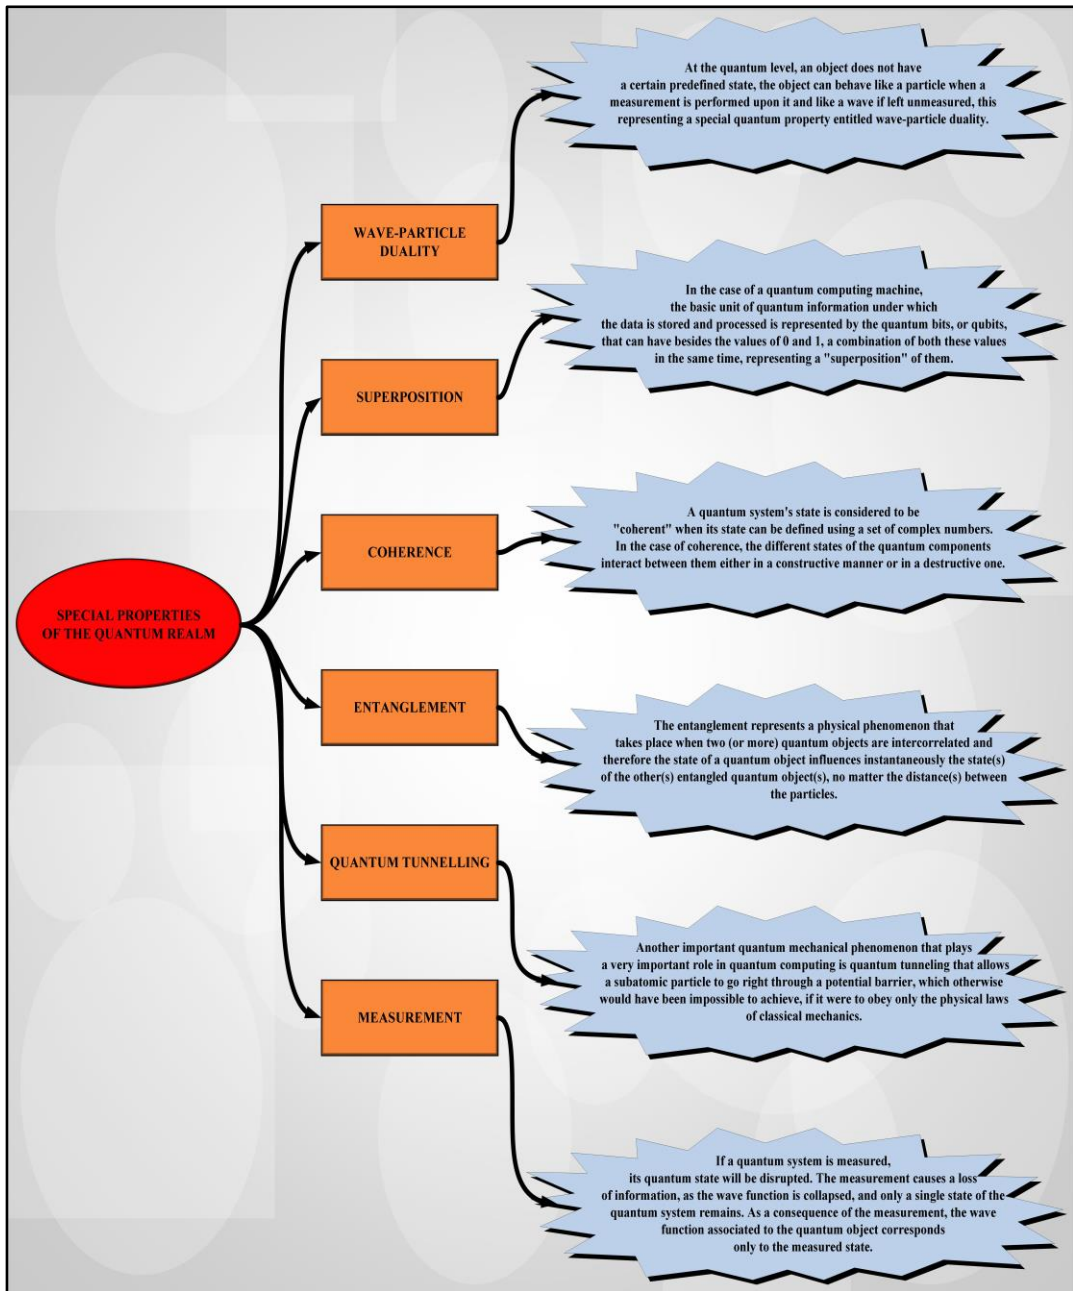 At the quantum level, an object does not have
a certain predefined state, the object can behave like a particle when a
measurement is performed upon it and like a wave if left unmeasured, this
representing a special quantum property entitled wave-particle duality.
WAVE-PARTICLE
DUALITY
In the case of a quantum computing machine,
the basic unit of quantum information under which
the data is stored and processed is represented by the quantum bits, or qubits,
that can have besides the values of 0 and 1, a combination of both these values
in the same time, representing a "superposition" of them.
SUPERPOSITION
A quantum system's state is considered to be
"coherent" when its state can be defined using a set of complex numbers.
In the case of coherence, the different states of the quantum components
interact between them either in a constructive manner or in a destructive one.
COHERENCE
SPECIAL PROPERTIES
OF THE QUANTUM REALM
ENTANGLEMENT
The entanglement represents a physical phenomenon that
takes place when two (or more) quantum objects are intercorrelated and
therefore the state of a quantum object influences instantaneously the state(s)
of the other(s) entangled quantum object(s), no matter the distance(s) between
the particles.
QUANTUM TUNNELLING
Another important quantum mechanical phenomenon that plays
a very important role in quantum computing is quantum tunneling that allows
a subatomic particle to go right through a potential barrier, which otherwise
would have been impossible to achieve, if it were to obey only the physical laws
of classical mechanics.
MEASUREMENT
If a quantum system is measured,
its quantum state will be disrupted. The measurement causes a loss
of information, as the wave function is collapsed, and only a single state of the
quantum system remains. As a consequence of the measurement, the wave
function associated to the quantum object corresponds
only to the measured state.